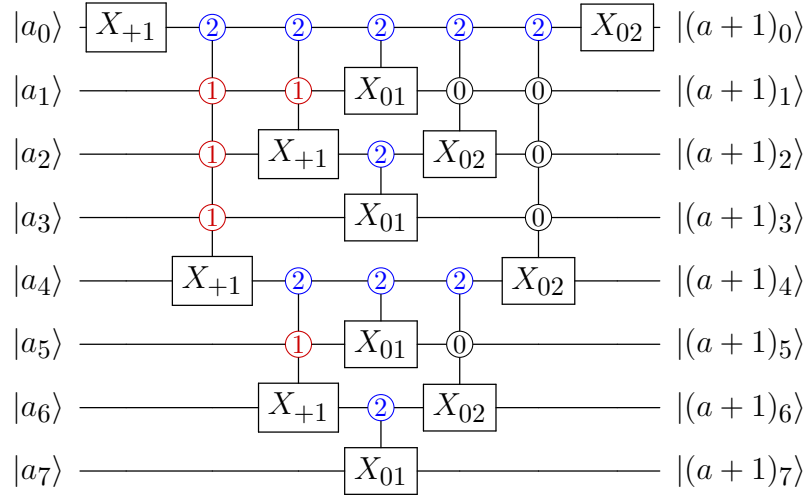 |a₀⟩ X₊₁ 2 2 2 2 2 X₀₂ |(a + 1)₀⟩
|a₁⟩ 1 1 X₀₁ 0 0 |(a + 1)₁⟩
|a₂⟩ 1 X₊₁ 2 X₀₂ 0 |(a + 1)₂⟩
|a₃⟩ 1 X₀₁ 0 |(a + 1)₃⟩
|a₄⟩ X₊₁ 2 2 2 X₀₂ |(a + 1)₄⟩
|a₅⟩ 1 X₀₁ 0 |(a + 1)₅⟩
|a₆⟩ X₊₁ 2 X₀₂ |(a + 1)₆⟩
|a₇⟩ X₀₁ |(a + 1)₇⟩